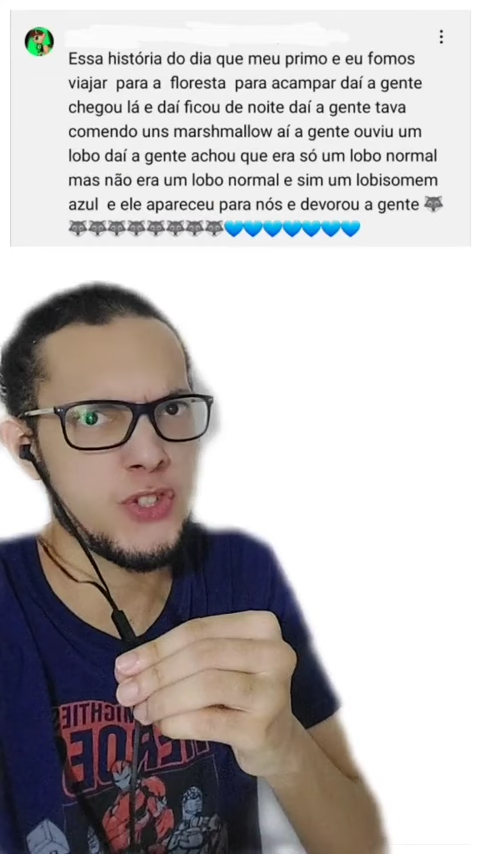 Essa história do dia que meu primo e eu fomos
viajar para a floresta para acampar daí a gente
chegou lá e daí ficou de noite daí a gente tava
comendo uns marshmallow aí a gente ouviu um
lobo daí a gente achou que era só um lobo normal
mas não era um lobo normal e sim um lobisomem
azul e ele apareceu para nós e devorou a gente 🐺
🐺🐺🐺🐺🐺🐺🐺🐺💙💙💙💙💙💙💙